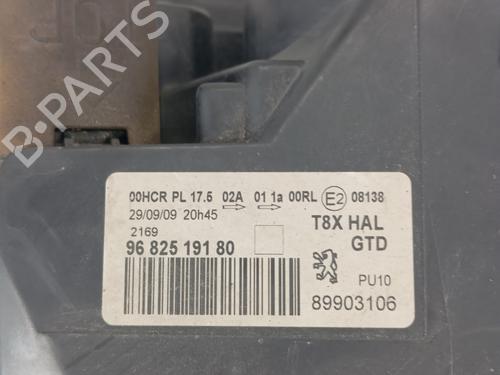 B-PARTS
00HCR PL 17.5 02A 01 1a 00RL E2 08138
29/09/09 20h45
T8X HAL
2169
GTD
96 825 191 80
PU10
89903106